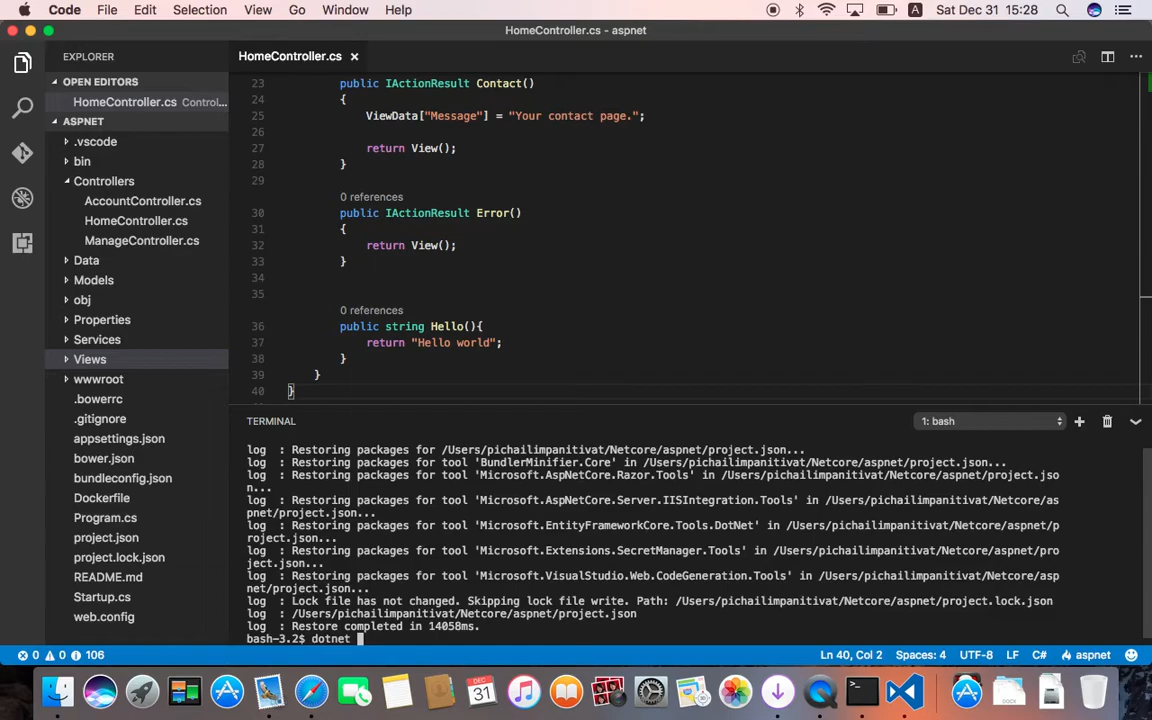 Code File Edit Selection View Go Window Help A Sat Dec 31 15:28
HomeController.cs - aspnet
EXPLORER
OPEN EDITORS
HomeController.cs Control...
ASPNET
.vscode
bin
Controllers
AccountController.cs
HomeController.cs
ManageController.cs
Data
Models
obj
Properties
Services
Views
wwwroot
.bowerrc
.gitignore
appsettings.json
bower.json
bundleconfig.json
Dockerfile
Program.cs
project.json
project.lock.json
README.md
Startup.cs
web.config
HomeController.cs
23 public IActionResult Contact()
24 {
25 ViewData["Message"] = "Your contact page.";
26
27 return View();
28 }
29
0 references
30 public IActionResult Error()
31 {
32 return View();
33 }
34
35
0 references
36 public string Hello(){
37 return "Hello world";
38 }
39 }
40 }
TERMINAL 1: bash
log : Restoring packages for /Users/pichailimpanitivat/Netcore/aspnet/project.json...
log : Restoring packages for tool 'BundlerMinifier.Core' in /Users/pichailimpanitivat/Netcore/aspnet/project.json...
log : Restoring packages for tool 'Microsoft.AspNetCore.Razor.Tools' in /Users/pichailimpanitivat/Netcore/aspnet/project.jso
n...
log : Restoring packages for tool 'Microsoft.AspNetCore.Server.IISIntegration.Tools' in /Users/pichailimpanitivat/Netcore/as
pnet/project.json...
log : Restoring packages for tool 'Microsoft.EntityFrameworkCore.Tools.DotNet' in /Users/pichailimpanitivat/Netcore/aspnet/p
roject.json...
log : Restoring packages for tool 'Microsoft.Extensions.SecretManager.Tools' in /Users/pichailimpanitivat/Netcore/aspnet/pro
ject.json...
log : Restoring packages for tool 'Microsoft.VisualStudio.Web.CodeGeneration.Tools' in /Users/pichailimpanitivat/Netcore/asp
net/project.json...
log : Lock file has not changed. Skipping lock file write. Path: /Users/pichailimpanitivat/Netcore/aspnet/project.lock.json
log : /Users/pichailimpanitivat/Netcore/aspnet/project.json
log : Restore completed in 14058ms.
bash-3.2$ dotnet
0 0 106 Ln 40, Col 2 Spaces: 4 UTF-8 LF C# aspnet
DEC
31